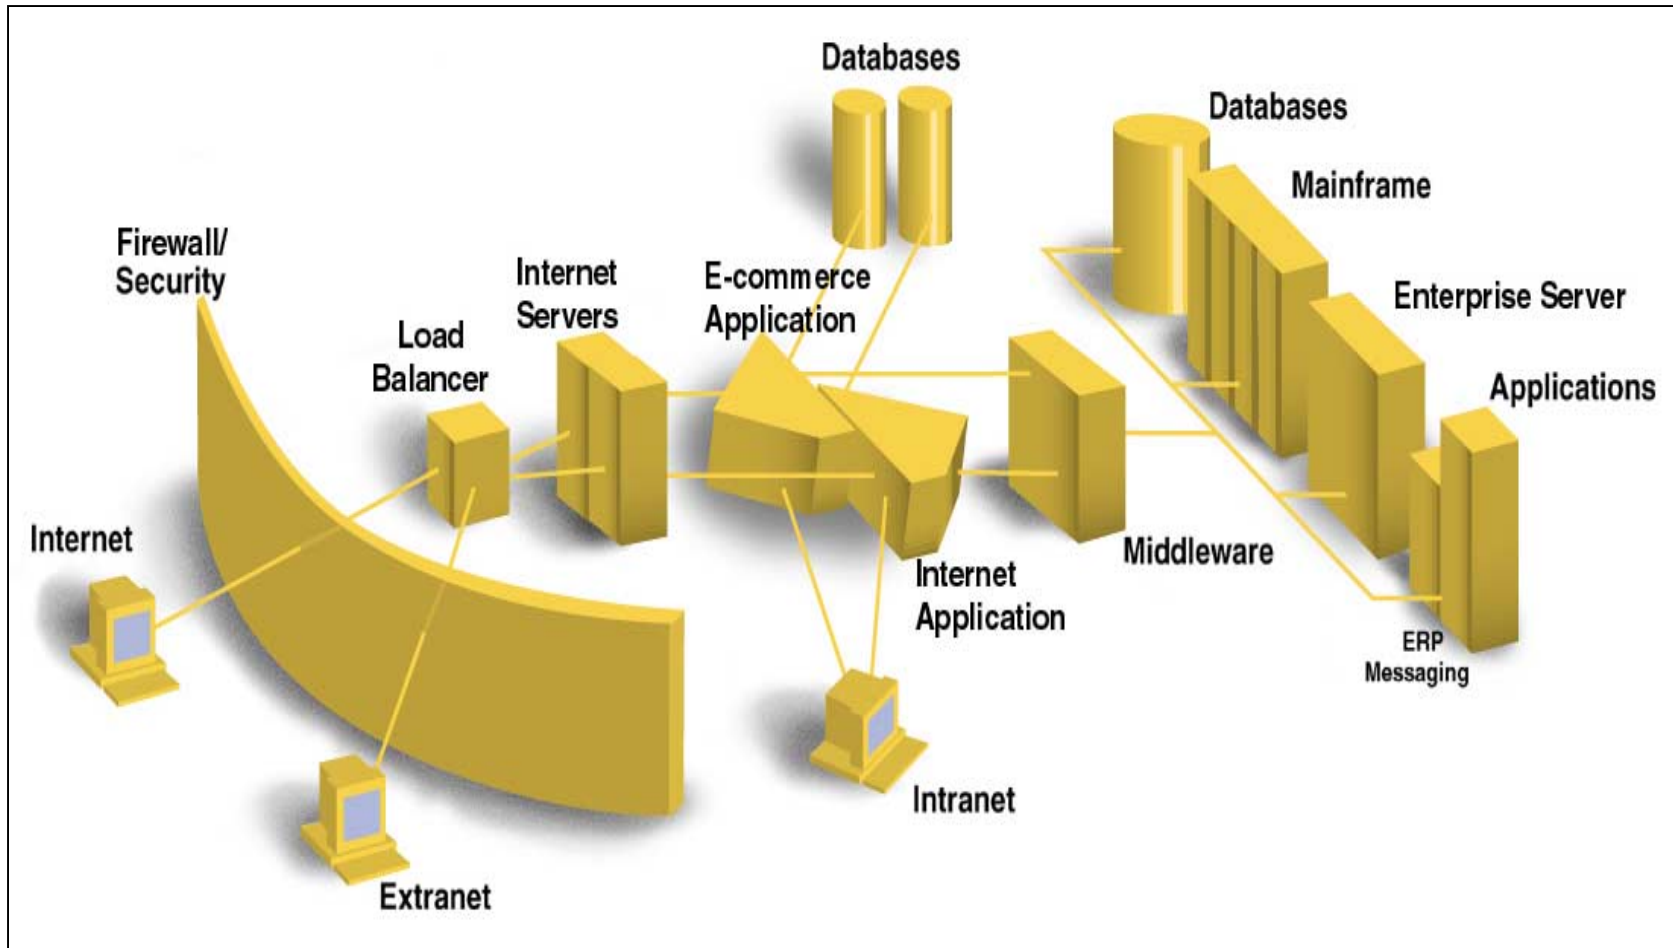 Databases
Databases
Mainframe
Firewall/
Security
Internet
Servers
E-commerce
Application
Enterprise Server
Load
Balancer
Applications
Internet
Middleware
Internet
Application
ERP
Messaging
Intranet
Extranet